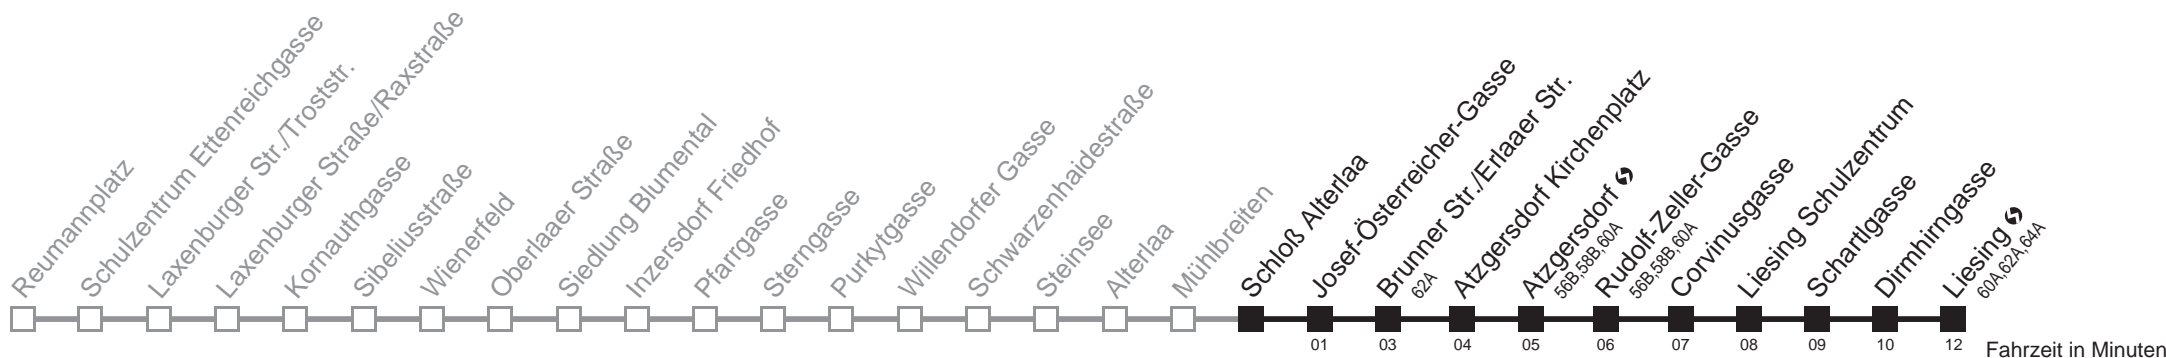 Reumannplatz
Schulzentrum Ettenreichgasse
Laxenburger Str./Troststr.
Laxenburger Straße/Raxstraße
Kornauthgasse
Sibeliusstraße
Wienerfeld
Oberlaaer Straße
Siedlung Blumental
Inzersdorf Friedhof
Pfarrgasse
Sterngasse
Purkytgasse
Willendorfer Gasse
Schwarzenhaidestraße
Steinsee
Alterlaa
Mühlbreiten
Schloß Alterlaa
Josef-Österreicher-Gasse
Brunner Str./Erlaaer Str.
62A
Atzgersdorf Kirchenplatz
Atzgersdorf
56B,58B,60A
Rudolf-Zeller-Gasse
56B,58B,60A
Corvinusgasse
Liesing Schulzentrum
Schartlgasse
Dirmhirngasse
Liesing
60A,62A,64A
01 03 04 05 06 07 08 09 10 12 Fahrzeit in Minuten